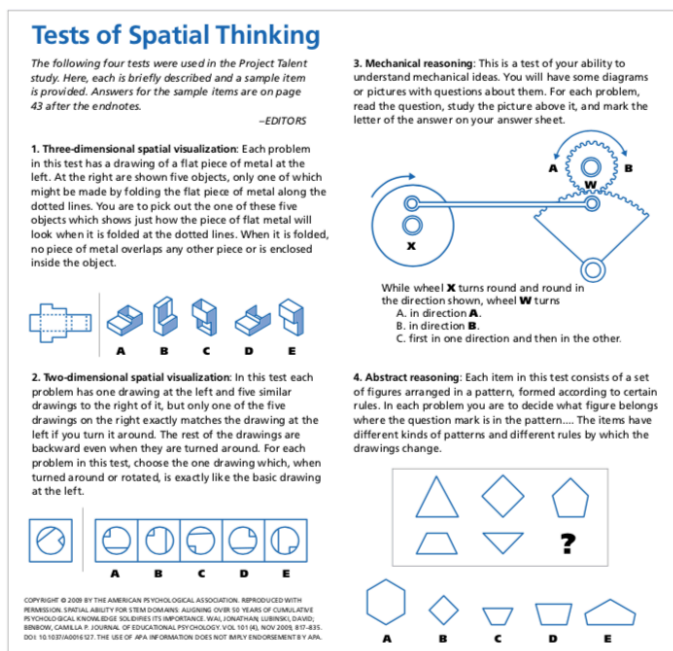 Tests of Spatial Thinking
The following four tests were used in the Project Talent
study. Here, each is briefly described and a sample item
is provided. Answers for the sample items are on page
43 after the endnotes.
–EDITORS
1. Three-dimensional spatial visualization: Each problem
in this test has a drawing of a flat piece of metal at the
left. At the right are shown five objects, only one of which
might be made by folding the flat piece of metal along the
dotted lines. You are to pick out the one of these five
objects which shows just how the piece of flat metal will
look when it is folded at the dotted lines. When it is folded,
no piece of metal overlaps any other piece or is enclosed
inside the object.
A B C D E
2. Two-dimensional spatial visualization: In this test each
problem has one drawing at the left and five similar
drawings to the right of it, but only one of the five
drawings on the right exactly matches the drawing at the
left if you turn it around. The rest of the drawings are
backward even when they are turned around. For each
problem in this test, choose the one drawing which, when
turned around or rotated, is exactly like the basic drawing
at the left.
A B C D E
COPYRIGHT © 2009 BY THE AMERICAN PSYCHOLOGICAL ASSOCIATION. REPRODUCED WITH
PERMISSION. SPATIAL ABILITY FOR STEM DOMAINS: ALIGNING OVER 50 YEARS OF CUMULATIVE
PSYCHOLOGICAL KNOWLEDGE SOLIDIFIES ITS IMPORTANCE. WAI, JONATHAN; LUBINSKI, DAVID;
BENBOW, CAMILLA P. JOURNAL OF EDUCATIONAL PSYCHOLOGY. VOL 101(4), NOV 2009, 817–835.
DOI: 10.1037/A0016127. THE USE OF APA INFORMATION DOES NOT IMPLY ENDORSEMENT BY APA.
3. Mechanical reasoning: This is a test of your ability to
understand mechanical ideas. You will have some diagrams
or pictures with questions about them. For each problem,
read the question, study the picture above it, and mark the
letter of the answer on your answer sheet.
A B
W
X
While wheel X turns round and round in
the direction shown, wheel W turns
A. in direction A.
B. in direction B.
C. first in one direction and then in the other.
4. Abstract reasoning: Each item in this test consists of a set
of figures arranged in a pattern, formed according to certain
rules. In each problem you are to decide what figure belongs
where the question mark is in the pattern.... The items have
different kinds of patterns and different rules by which the
drawings change.
?
A B C D E